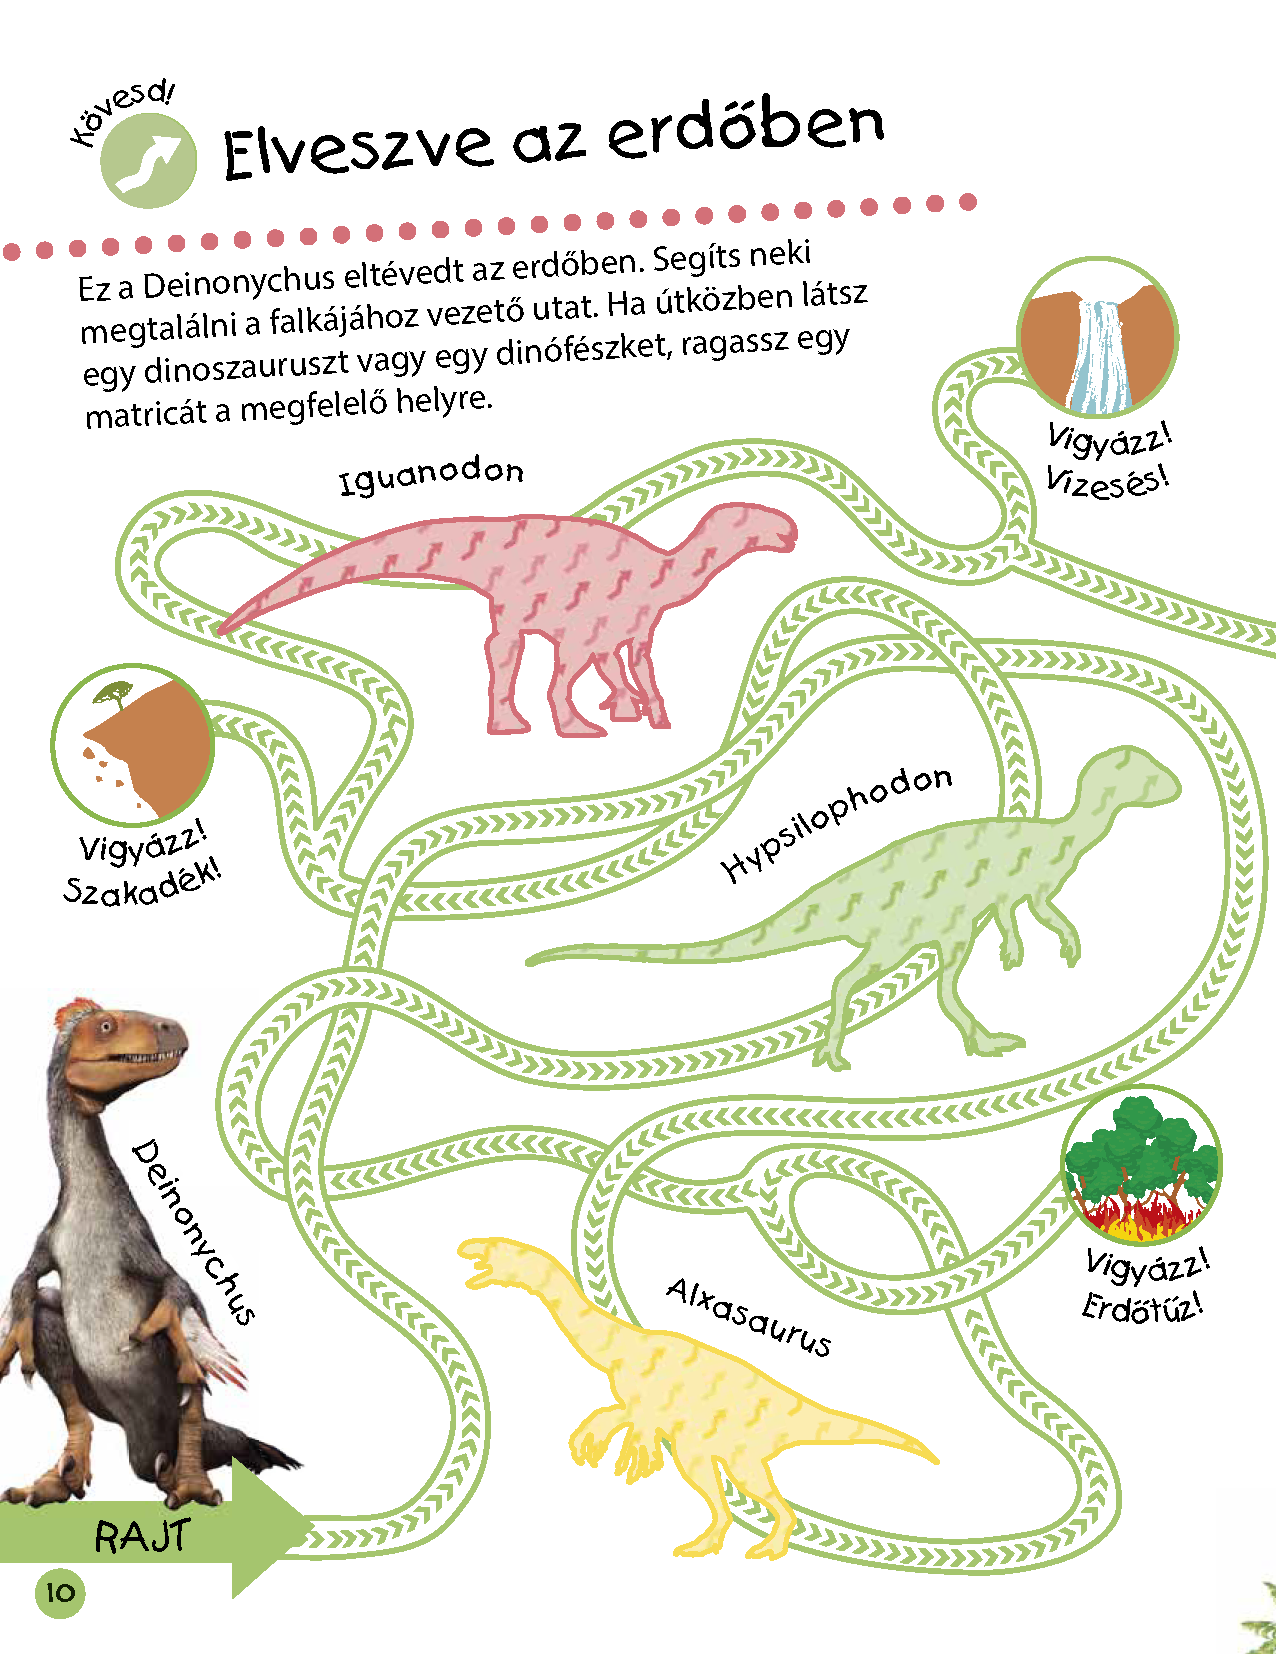 Kövesd!
Elveszve az erdőben
Ez a Deinonychus eltévedt az erdőben. Segíts neki
megtalálni a falkájához vezető utat. Ha útközben látsz
egy dinoszauruszt vagy egy dinófészket, ragassz egy
matricát a megfelelő helyre.
Vigyázz!
Vízesés!
Iguanodon
Vigyázz!
Szakadék!
Hypsilophodon
Deinonychus
Vigyázz!
Erdőtűz!
Alxasaurus
RAJT
10